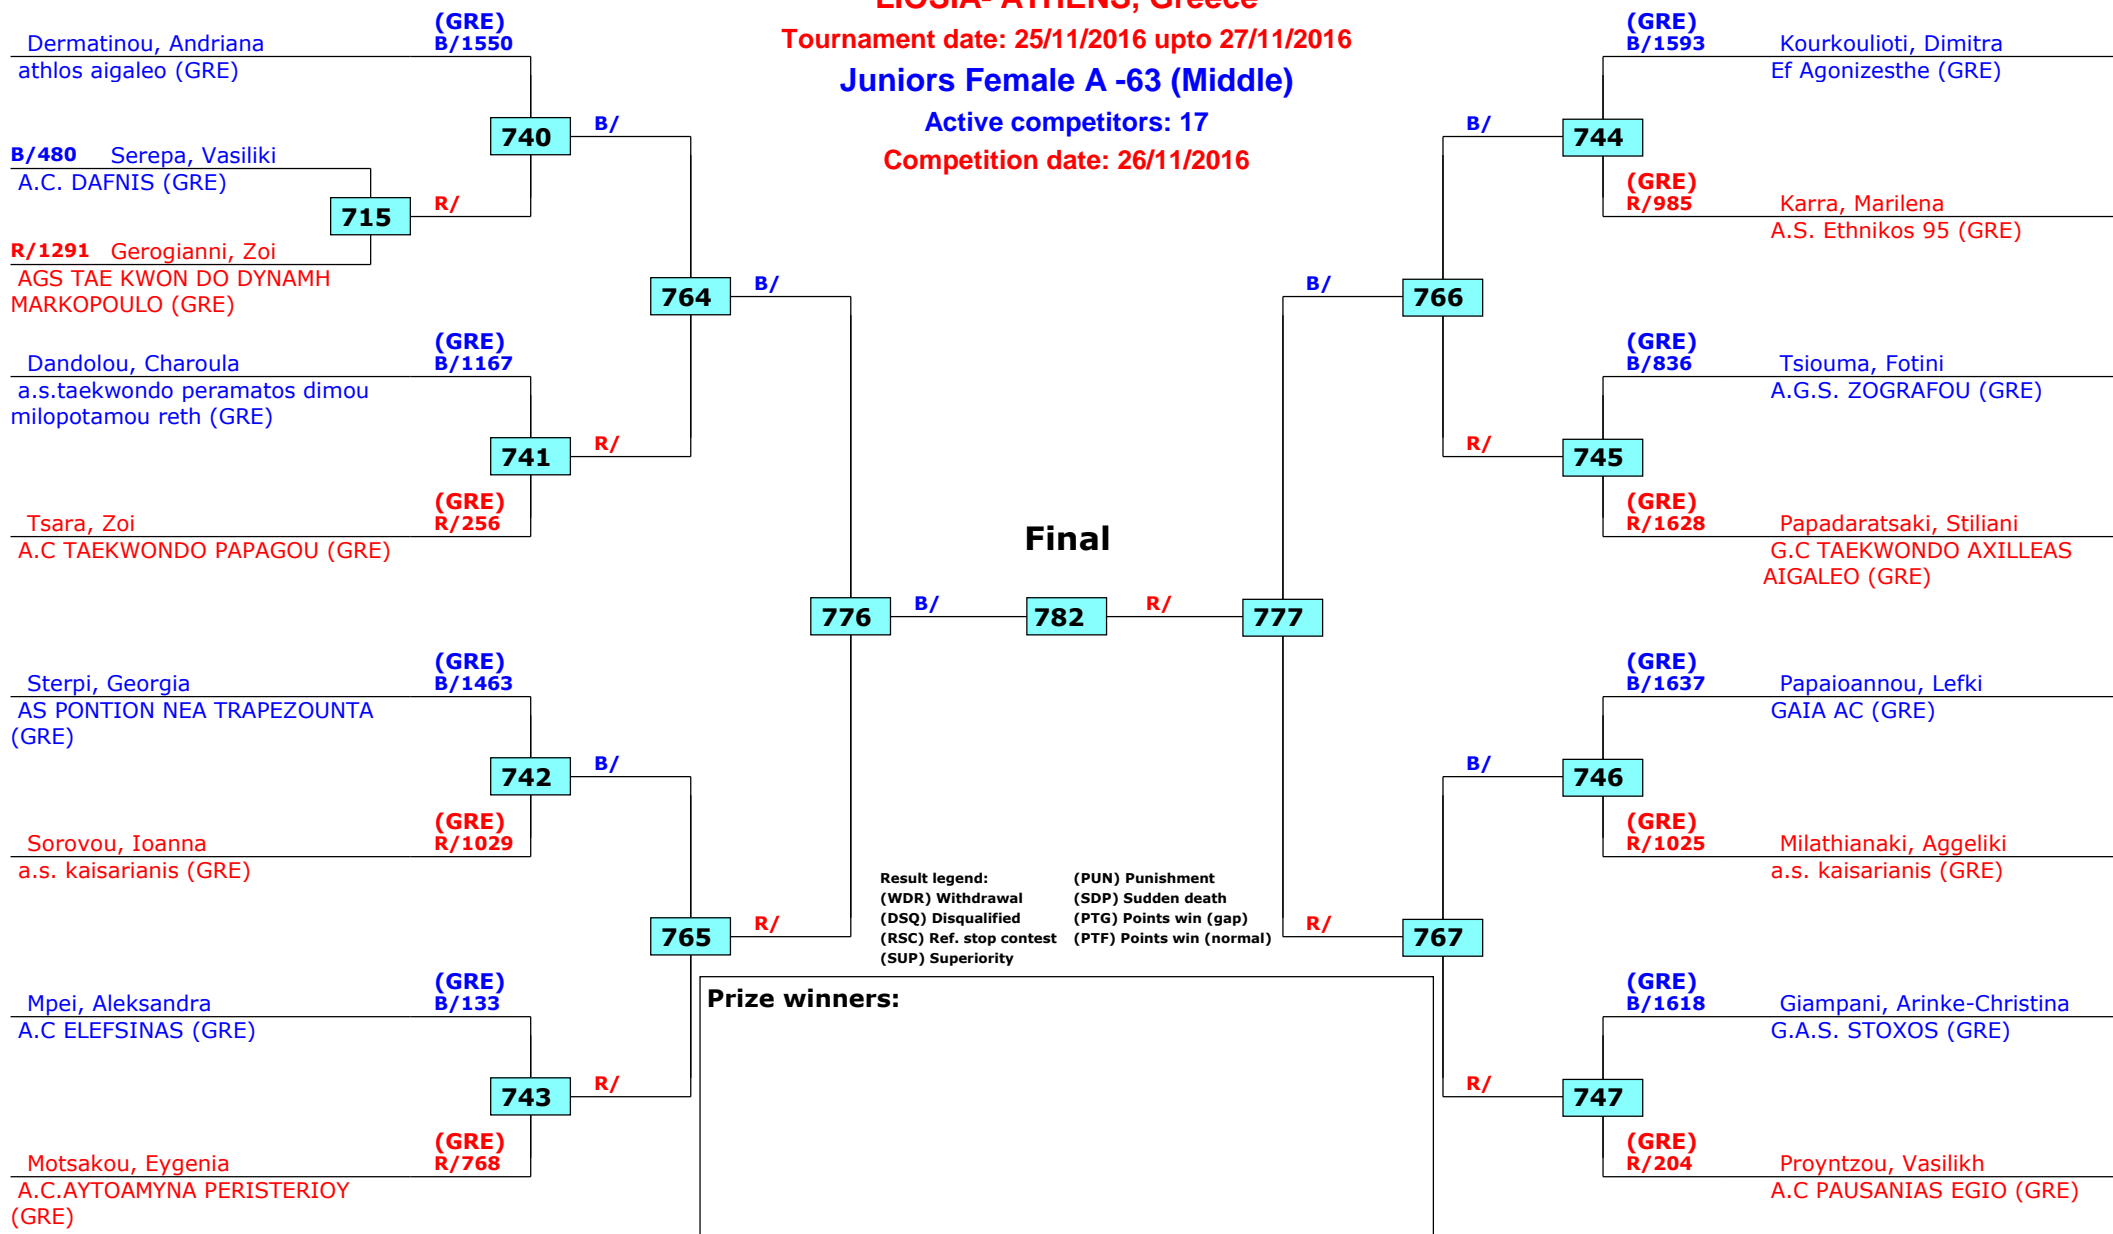 LIOSIA- ATHENS, Greece
Tournament date: 25/11/2016 upto 27/11/2016
Juniors Female A -63 (Middle)
Active competitors: 17
Competition date: 26/11/2016
(GRE)
Dermatinou, Andriana B/1550
athlos aigaleo (GRE)
740
B/
B/480 Serepa, Vasiliki
A.C. DAFNIS (GRE)
715
R/
R/1291 Gerogianni, Zoi
AGS TAE KWON DO DYNAMH
MARKOPOULO (GRE)
764
B/
(GRE)
Dandolou, Charoula B/1167
a.s.taekwondo peramatos dimou
milopotamou reth (GRE)
741
R/
(GRE)
Tsara, Zoi R/256
A.C TAEKWONDO PAPAGOU (GRE)
776
B/
(GRE)
Sterpi, Georgia B/1463
AS PONTION NEA TRAPEZOUNTA
(GRE)
742
B/
(GRE)
Sorovou, Ioanna R/1029
a.s. kaisarianis (GRE)
765
R/
(GRE)
Mpei, Aleksandra B/133
A.C ELEFSINAS (GRE)
743
R/
(GRE)
Motsakou, Eygenia R/768
A.C.AYTOAMYNA PERISTERIOY
(GRE)
Final
782
R/
777
(GRE)
B/1593 Kourkoulioti, Dimitra
Ef Agonizesthe (GRE)
B/
744
(GRE)
R/985 Karra, Marilena
A.S. Ethnikos 95 (GRE)
B/
766
(GRE)
B/836 Tsiouma, Fotini
A.G.S. ZOGRAFOU (GRE)
R/
745
(GRE)
R/1628 Papadaratsaki, Stiliani
G.C TAEKWONDO AXILLEAS
AIGALEO (GRE)
(GRE)
B/1637 Papaioannou, Lefki
GAIA AC (GRE)
B/
746
(GRE)
R/1025 Milathianaki, Aggeliki
a.s. kaisarianis (GRE)
R/
767
(GRE)
B/1618 Giampani, Arinke-Christina
G.A.S. STOXOS (GRE)
R/
747
(GRE)
R/204 Proyntzou, Vasilikh
A.C PAUSANIAS EGIO (GRE)
Result legend: (PUN) Punishment
(WDR) Withdrawal (SDP) Sudden death
(DSQ) Disqualified (PTG) Points win (gap)
(RSC) Ref. stop contest (PTF) Points win (normal)
(SUP) Superiority
Prize winners: